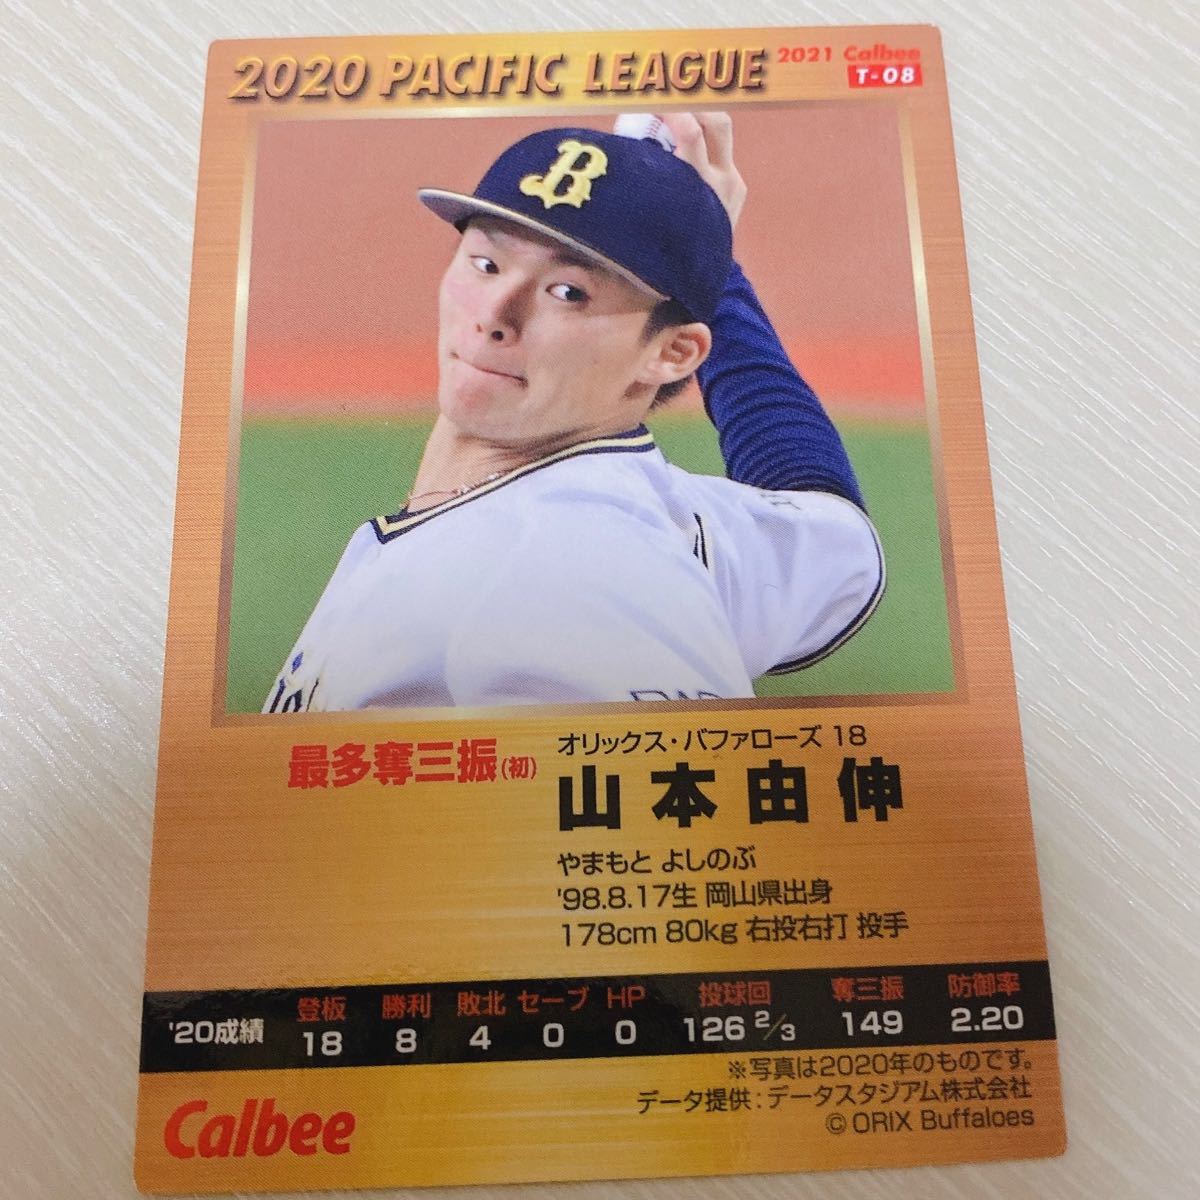 2020 PACIFIC LEAGUE
2021 Calbee
T-08
B
最多奪三振(初)
オリックス・バファローズ 18
山本由伸
やまもと よしのぶ
'98.8.17生 岡山県出身
178cm 80kg 右投右打 投手
登板 勝利 敗北 セーブ HP 投球回 奪三振 防御率
'20成績 18 8 4 0 0 126 2/3 149 2.20
※写真は2020年のものです。
データ提供:データスタジアム株式会社
© ORIX Buffaloes
Calbee